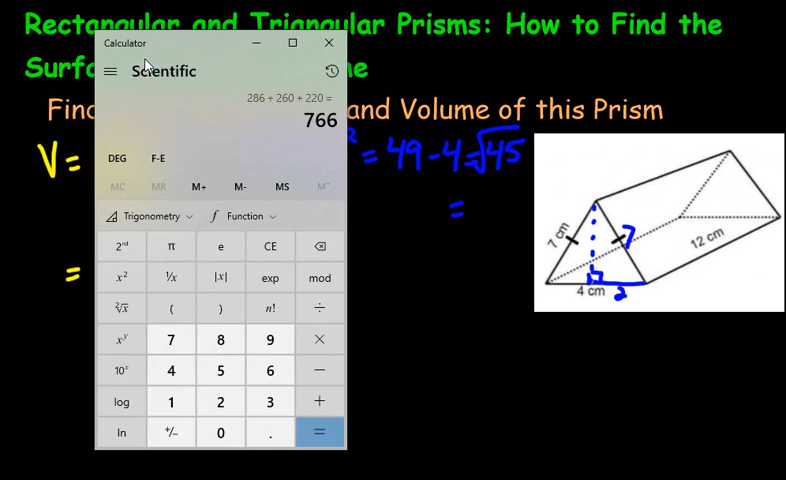 Rectangular and Triangular Prisms: How to Find the
Calculator
Scientific
Find and Volume of this Prism
286 + 260 + 220 =
766
V =
² = 49 - 4 = √45
=
=
DEG F-E
MC MR M+ M- MS
Trigonometry Function
2nd π e CE
x² ¹/x |x| exp mod
²√x ( ) n! ÷
xʸ 7 8 9 ×
10ˣ 4 5 6 −
log 1 2 3 +
ln +/- 0 . =
7 cm
7
12 cm
4 cm
2